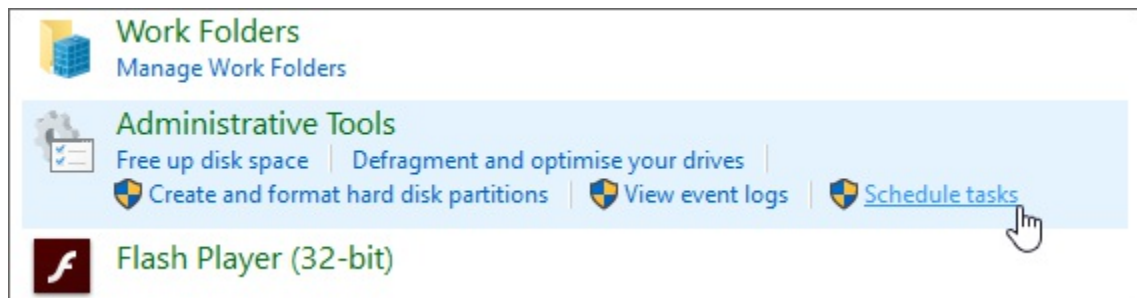 Work Folders
Manage Work Folders
Administrative Tools
Free up disk space Defragment and optimise your drives
Create and format hard disk partitions View event logs Schedule tasks
Flash Player (32-bit)